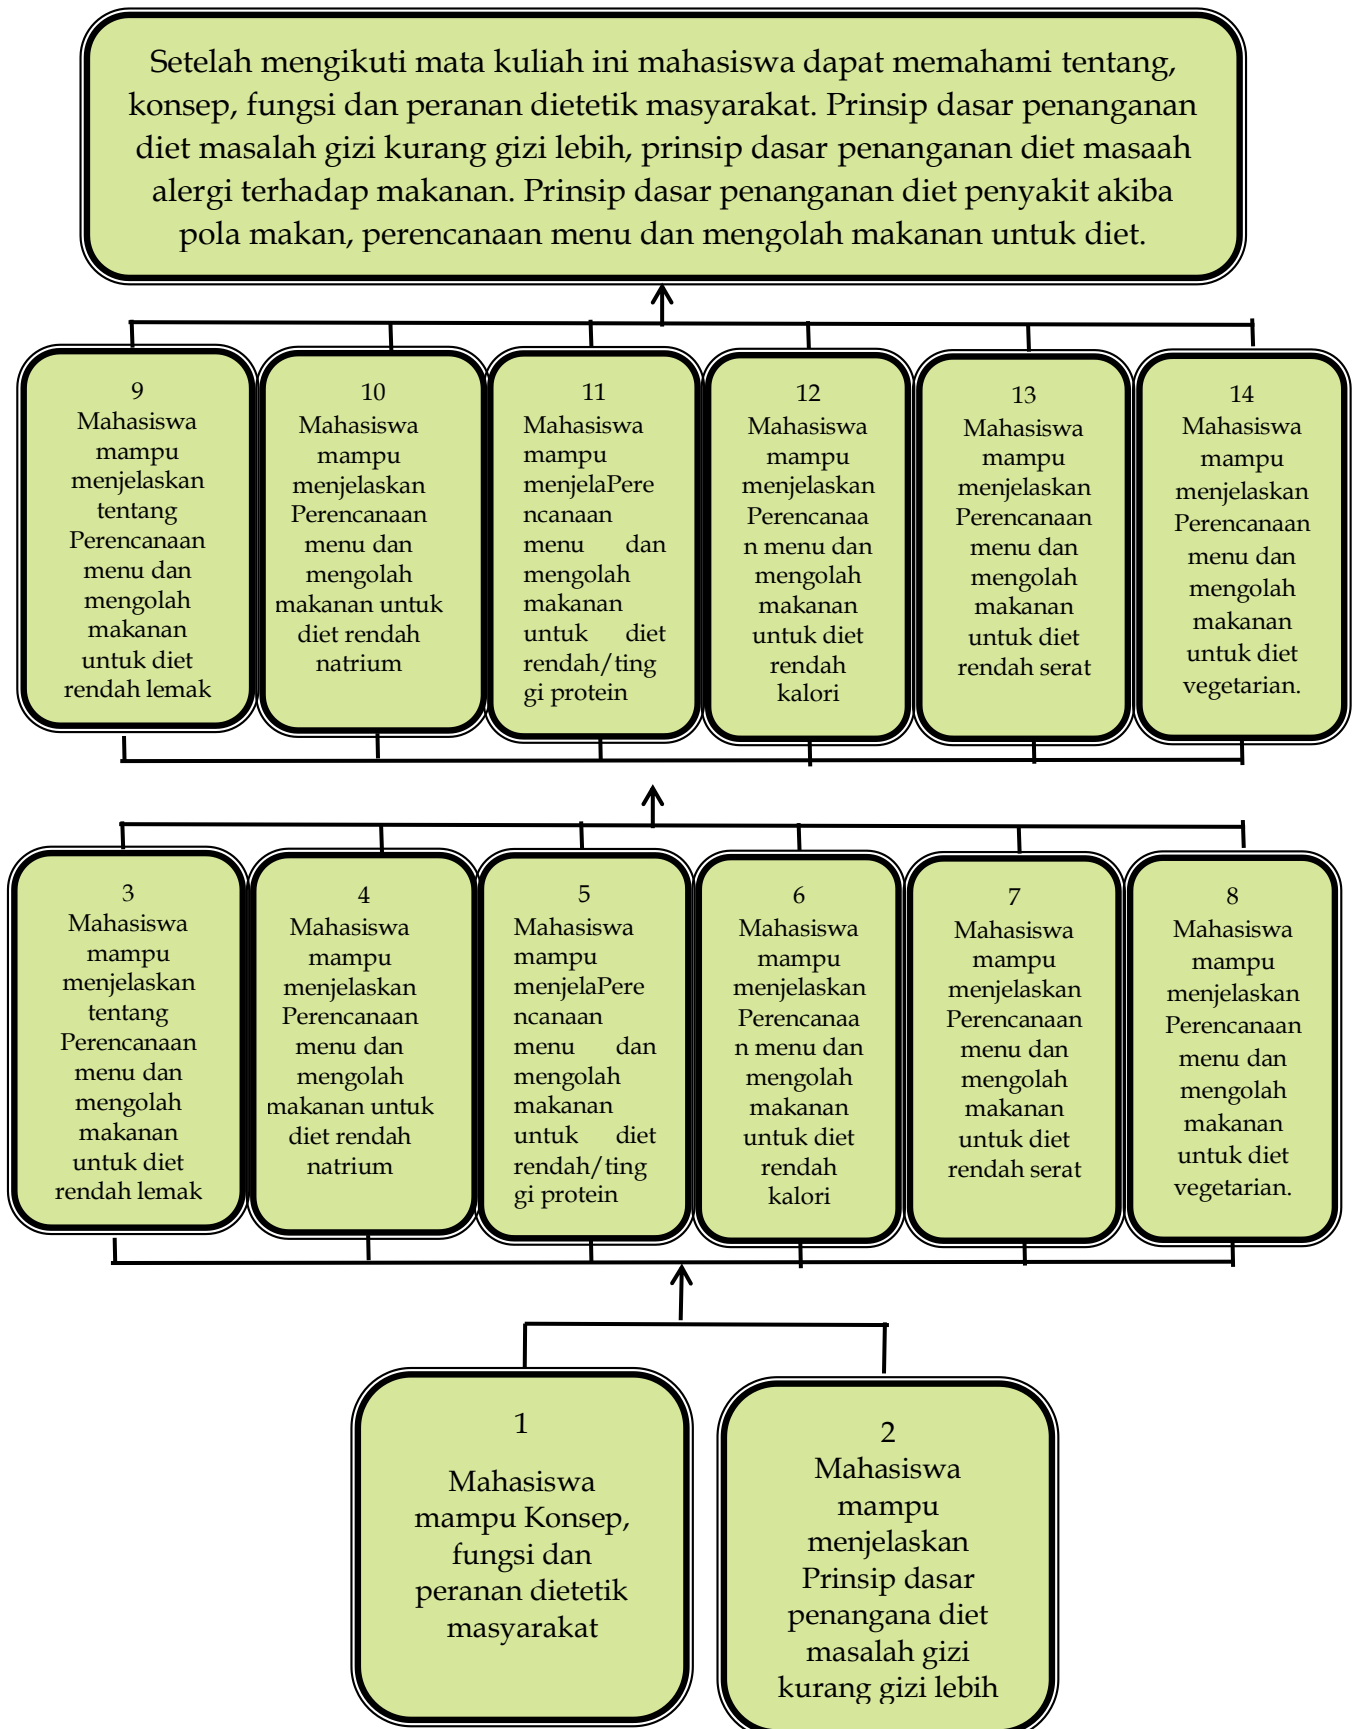 Setelah mengikuti mata kuliah ini mahasiswa dapat memahami tentang,
konsep, fungsi dan peranan dietetik masyarakat. Prinsip dasar penanganan
diet masalah gizi kurang gizi lebih, prinsip dasar penanganan diet masaah
alergi terhadap makanan. Prinsip dasar penanganan diet penyakit akiba
pola makan, perencanaan menu dan mengolah makanan untuk diet.
9
Mahasiswa
mampu
menjelaskan
tentang
Perencanaan
menu dan
mengolah
makanan
untuk diet
rendah lemak
10
Mahasiswa
mampu
menjelaskan
Perencanaan
menu dan
mengolah
makanan untuk
diet rendah
natrium
11
Mahasiswa
mampu
menjelaPere
ncanaan
menu dan
mengolah
makanan
untuk diet
rendah/ting
gi protein
12
Mahasiswa
mampu
menjelaskan
Perencanaa
n menu dan
mengolah
makanan
untuk diet
rendah
kalori
13
Mahasiswa
mampu
menjelaskan
Perencanaan
menu dan
mengolah
makanan
untuk diet
rendah serat
14
Mahasiswa
mampu
menjelaskan
Perencanaan
menu dan
mengolah
makanan
untuk diet
vegetarian.
3
Mahasiswa
mampu
menjelaskan
tentang
Perencanaan
menu dan
mengolah
makanan
untuk diet
rendah lemak
4
Mahasiswa
mampu
menjelaskan
Perencanaan
menu dan
mengolah
makanan untuk
diet rendah
natrium
5
Mahasiswa
mampu
menjelaPere
ncanaan
menu dan
mengolah
makanan
untuk diet
rendah/ting
gi protein
6
Mahasiswa
mampu
menjelaskan
Perencanaa
n menu dan
mengolah
makanan
untuk diet
rendah
kalori
7
Mahasiswa
mampu
menjelaskan
Perencanaan
menu dan
mengolah
makanan
untuk diet
rendah serat
8
Mahasiswa
mampu
menjelaskan
Perencanaan
menu dan
mengolah
makanan
untuk diet
vegetarian.
1
Mahasiswa
mampu Konsep,
fungsi dan
peranan dietetik
masyarakat
2
Mahasiswa
mampu
menjelaskan
Prinsip dasar
penangana diet
masalah gizi
kurang gizi lebih